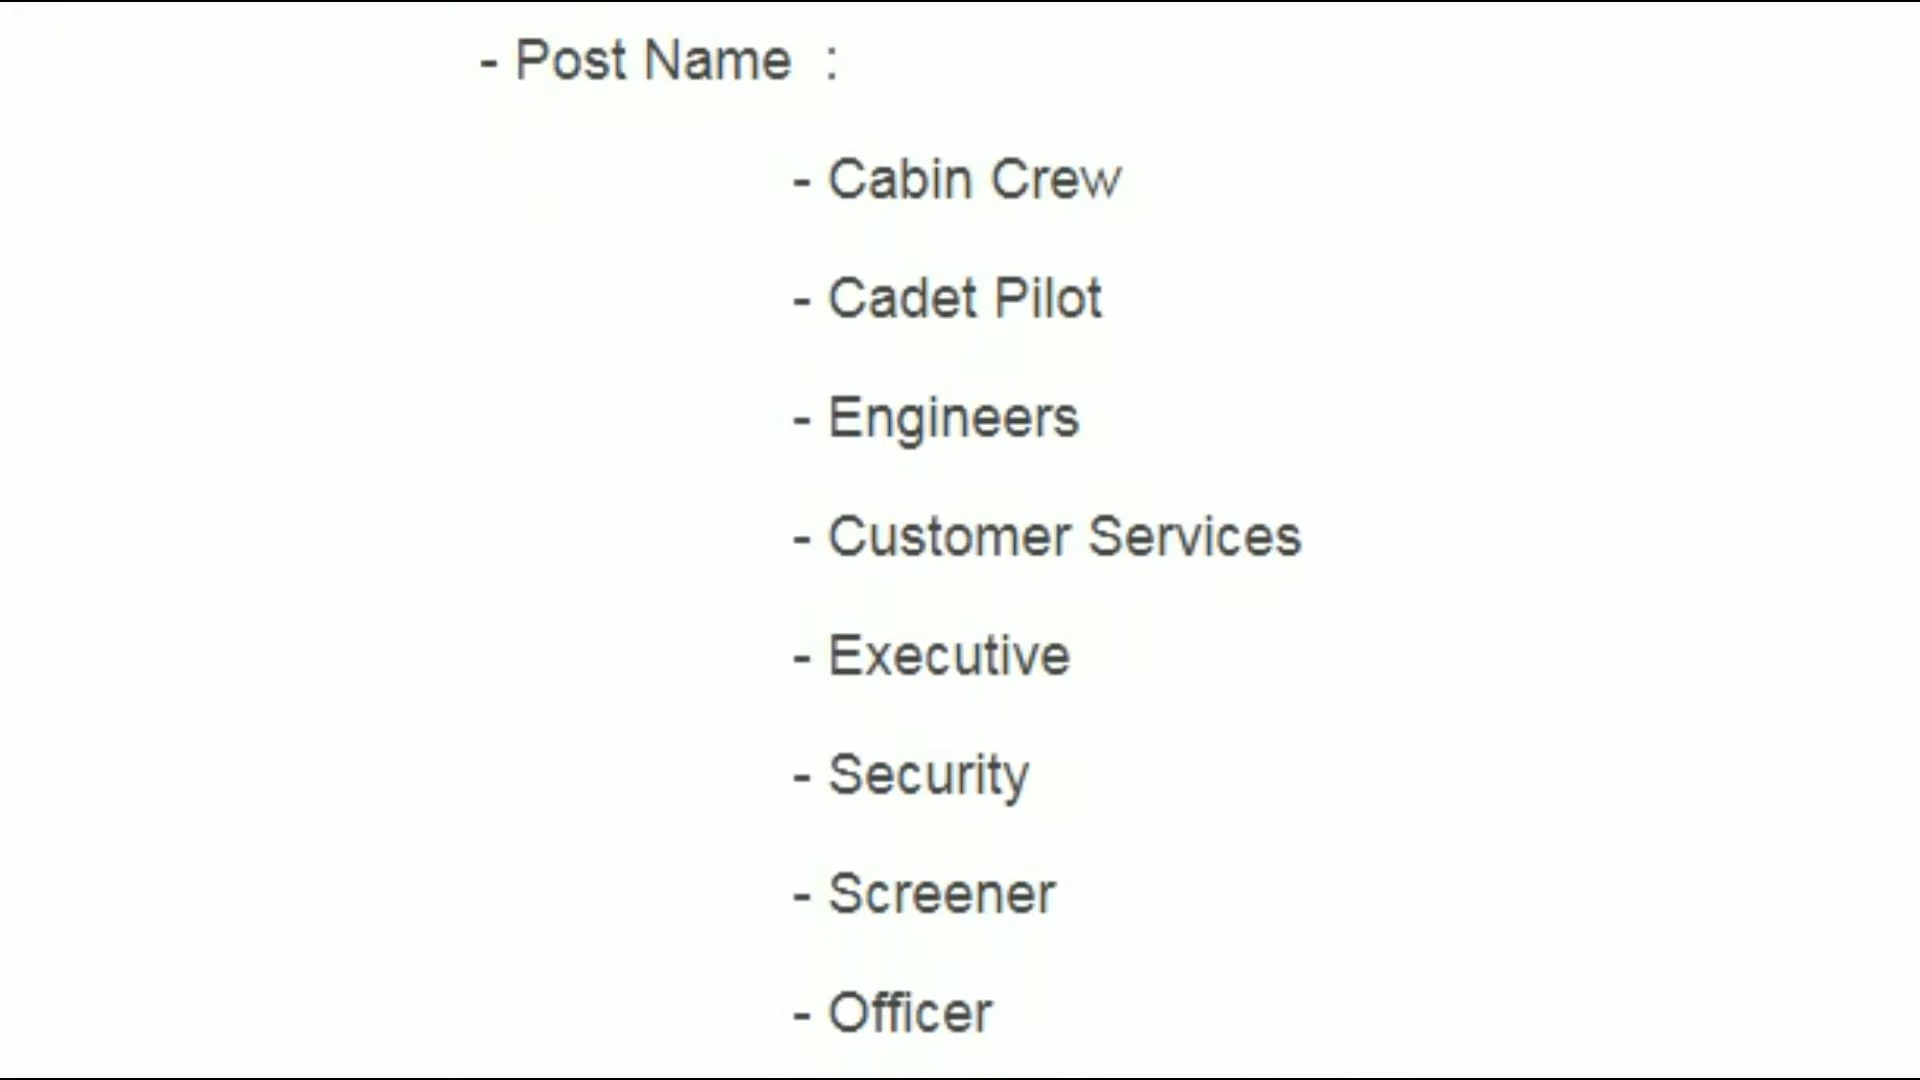 - Post Name :
- Cabin Crew
- Cadet Pilot
- Engineers
- Customer Services
- Executive
- Security
- Screener
- Officer